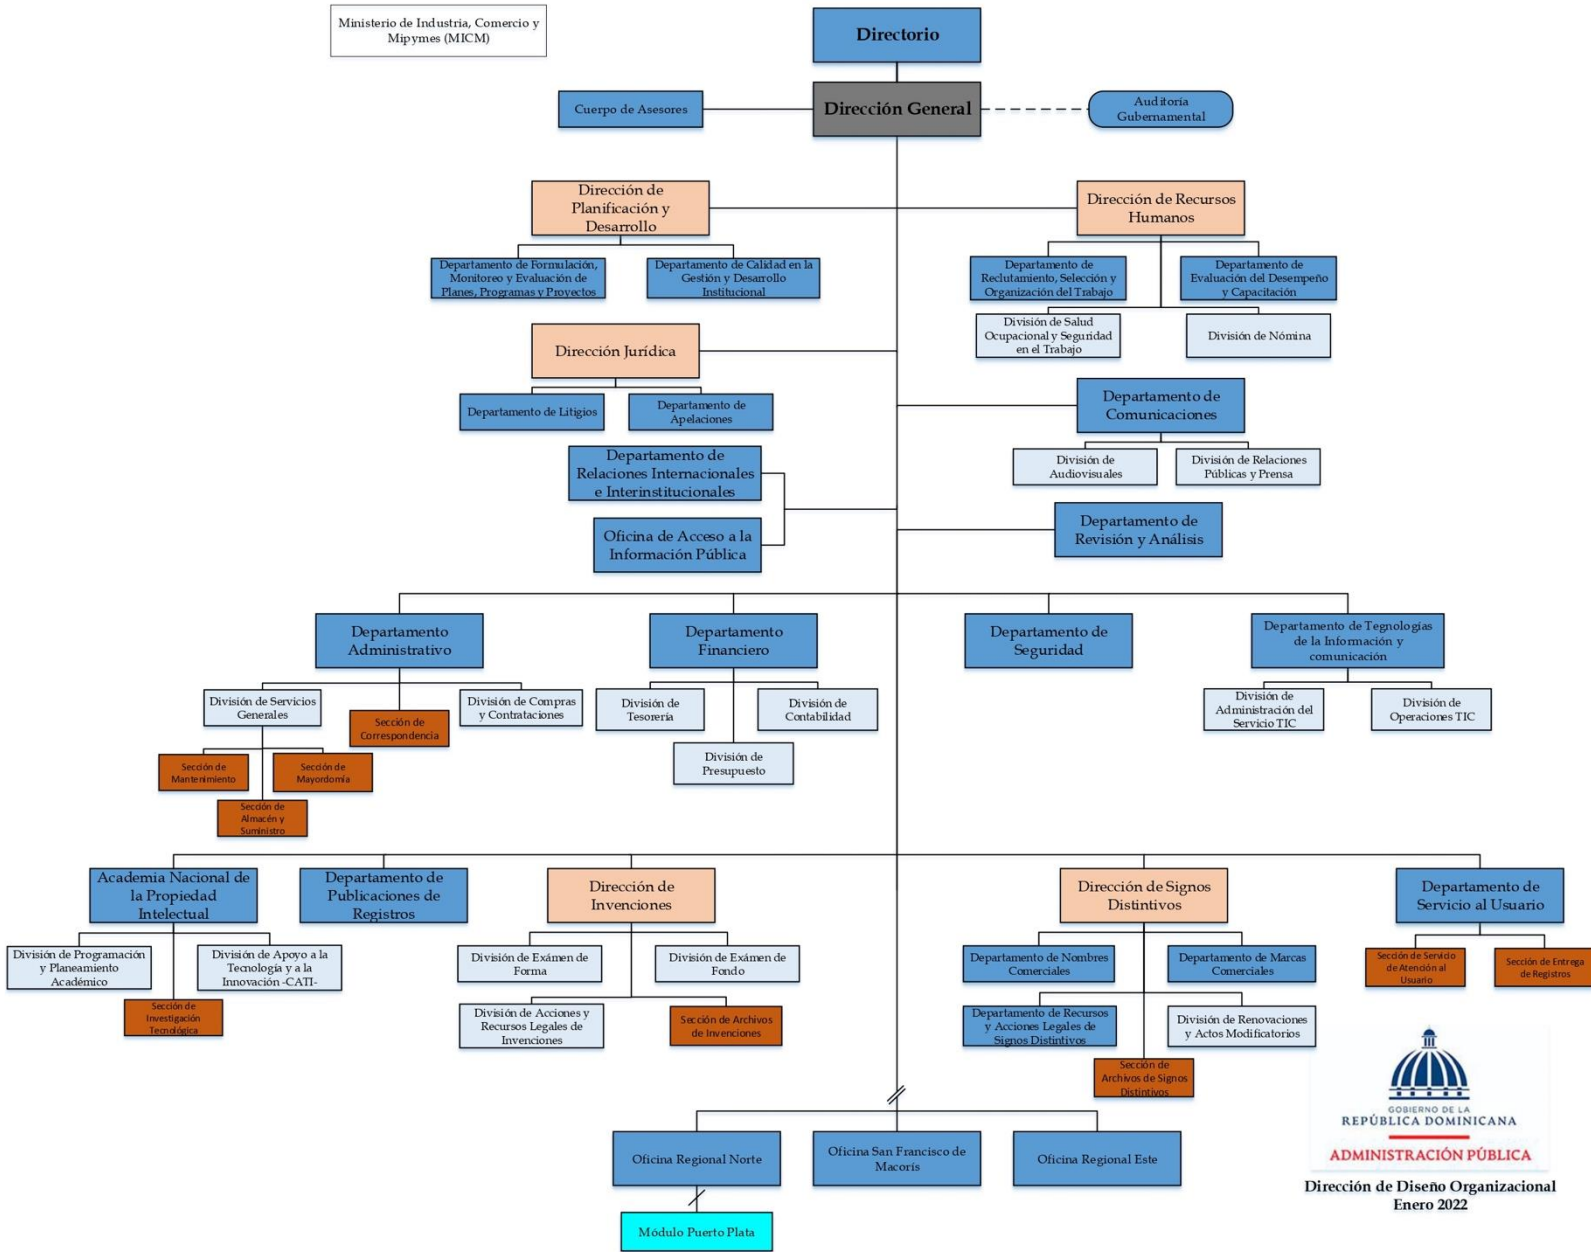 Ministerio de Industria, Comercio y
Mipymes (MICM)
Directorio
Cuerpo de Asesores
Dirección General
Auditoría
Gubernamental
Dirección de
Planificación y
Desarrollo
Dirección de Recursos
Humanos
Departamento de Formulación,
Monitoreo y Evaluación de
Planes, Programas y Proyectos
Departamento de Calidad en la
Gestión y Desarrollo
Institucional
Departamento de
Reclutamiento, Selección y
Organización del Trabajo
Departamento de
Evaluación del Desempeño
y Capacitación
División de Salud
Ocupacional y Seguridad
en el Trabajo
División de Nómina
Dirección Jurídica
Departamento de Litigios
Departamento de
Apelaciones
Departamento de
Comunicaciones
División de
Audiovisuales
División de Relaciones
Públicas y Prensa
Departamento de
Relaciones Internacionales
e Interinstitucionales
Oficina de Acceso a la
Información Pública
Departamento de
Revisión y Análisis
Departamento
Administrativo
Departamento
Financiero
Departamento de
Seguridad
Departamento de Tegnologías
de la Información y
comunicación
División de Servicios
Generales
Sección de
Correspondencia
División de Compras
y Contrataciones
División de
Tesorería
División de
Contabilidad
División de
Presupuesto
División de
Administración del
Servicio TIC
División de
Operaciones TIC
Sección de
Mantenimiento
Sección de
Mayordomía
Sección de
Almacén y
Suministro
Academia Nacional de
la Propiedad
Intelectual
Departamento de
Publicaciones de
Registros
Dirección de
Invenciones
Dirección de Signos
Distintivos
Departamento de
Servicio al Usuario
División de Programación
y Planeamiento
Académico
División de Apoyo a la
Tecnología y a la
Innovación -CATI-
Sección de
Investigación
Tecnológica
División de Exámen de
Forma
División de Exámen de
Fondo
División de Acciones y
Recursos Legales de
Invenciones
Sección de Archivos
de Invenciones
Departamento de Nombres
Comerciales
Departamento de Marcas
Comerciales
Departamento de Recursos
y Acciones Legales de
Signos Distintivos
División de Renovaciones
y Actos Modificatorios
Sección de
Archivos de Signos
Distintivos
Sección de Servicio
de Atención al
Usuario
Sección de Entrega
de Registros
Oficina Regional Norte
Oficina San Francisco de
Macorís
Oficina Regional Este
Módulo Puerto Plata
GOBIERNO DE LA
REPÚBLICA DOMINICANA
ADMINISTRACIÓN PÚBLICA
Dirección de Diseño Organizacional
Enero 2022